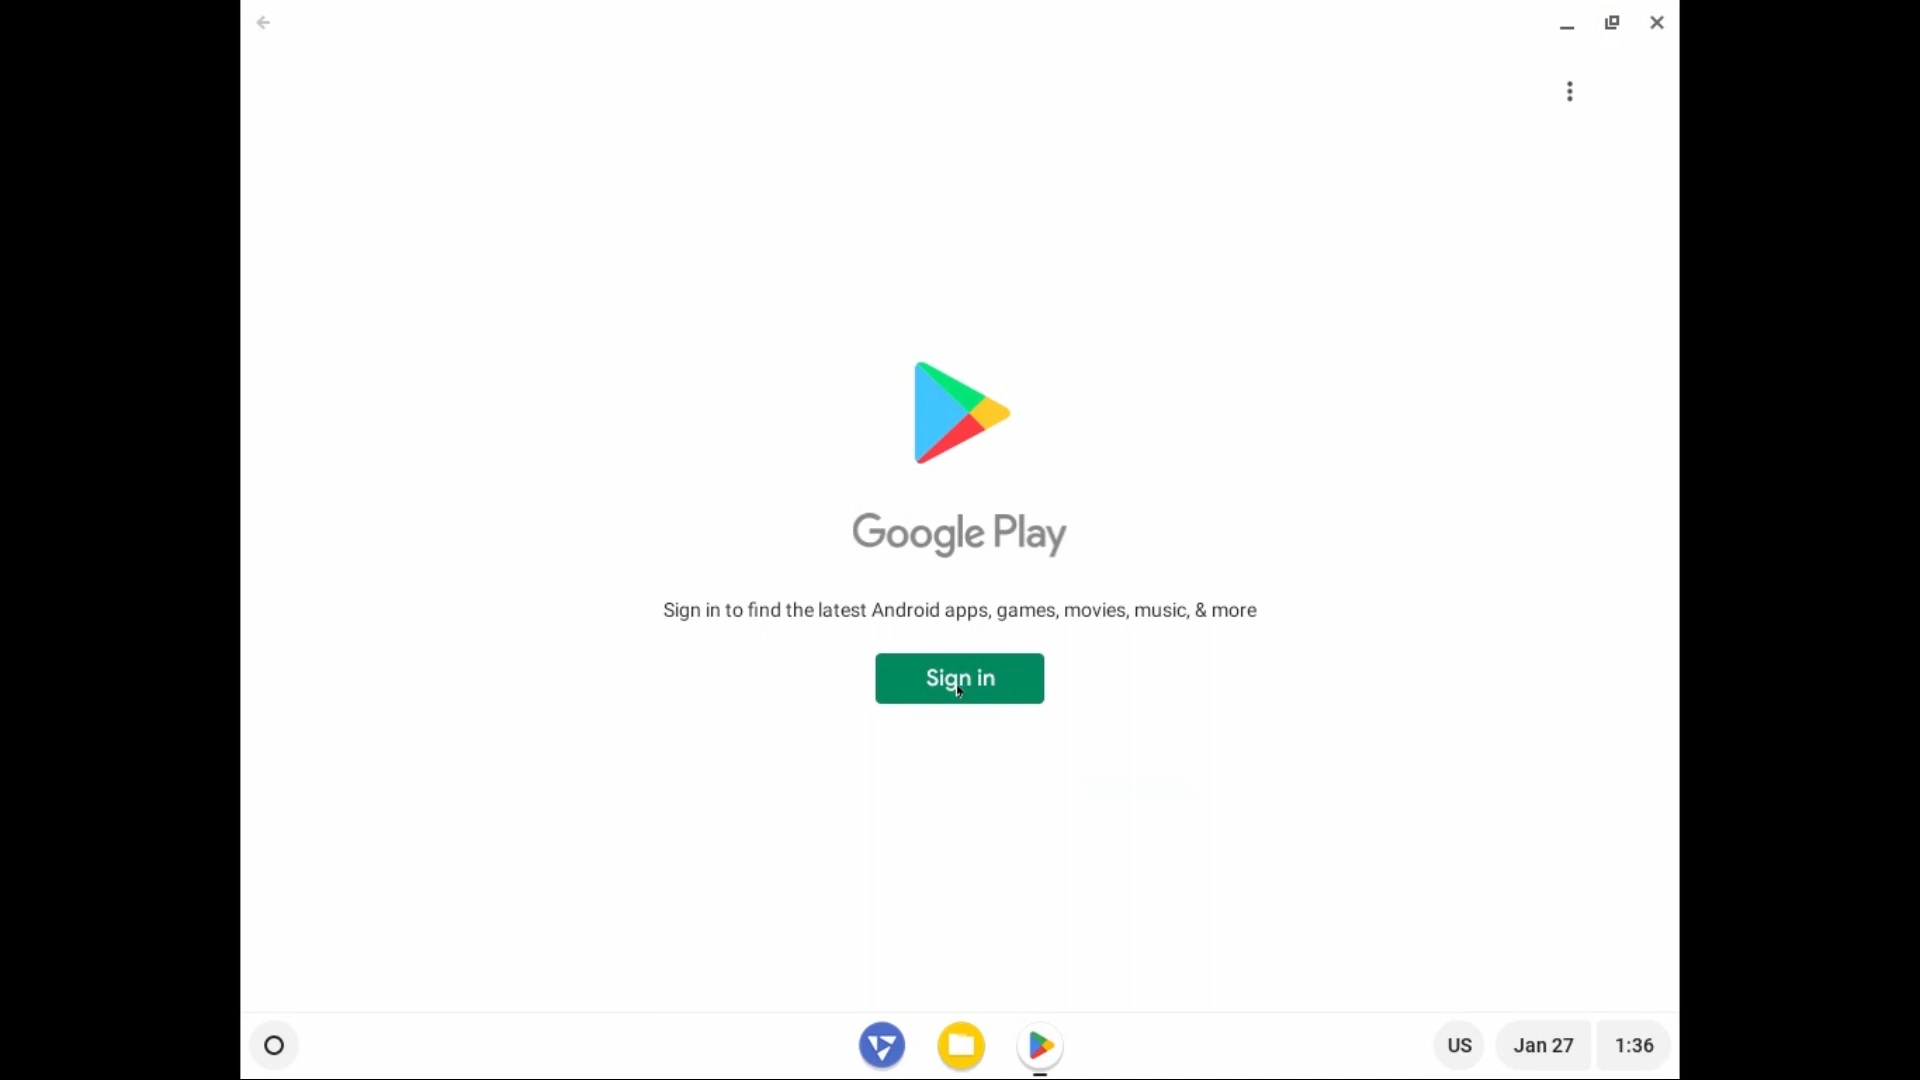 Google Play
Sign in to find the latest Android apps, games, movies, music, & more
Sign in
US
Jan 27
1:36